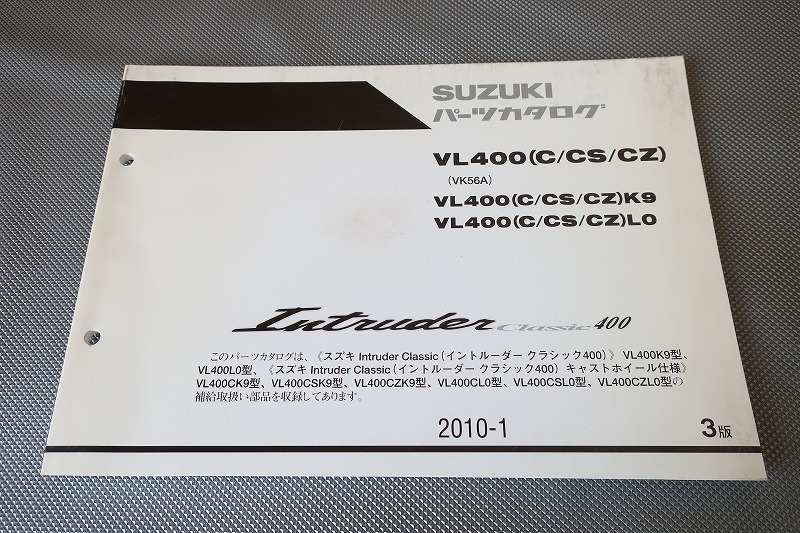 SUZUKI
パーツカタログ
VL400(C/CS/CZ)
(VK56A)
VL400(C/CS/CZ)K9
VL400(C/CS/CZ)L0
Intruder Classic 400
このパーツカタログは、《スズキ Intruder Classic(イントルーダー クラシック400)》 VL400K9型、
VL400L0型、《スズキ Intruder Classic(イントルーダー クラシック400) キャストホイール仕様》
VL400CK9型、VL400CSK9型、VL400CZK9型、VL400CL0型、VL400CSL0型、VL400CZL0型の
補給取扱い部品を収録してあります。
2010-1
3版